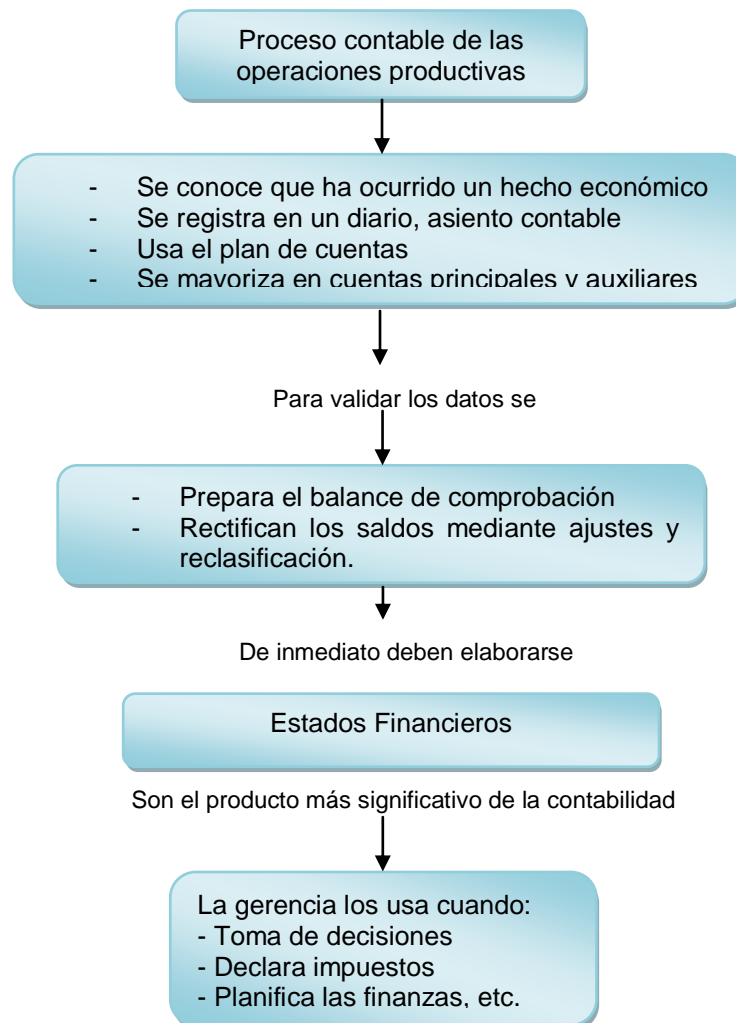 Proceso contable de las
operaciones productivas
- Se conoce que ha ocurrido un hecho económico
- Se registra en un diario, asiento contable
- Usa el plan de cuentas
- Se mayoriza en cuentas principales y auxiliares
Para validar los datos se
- Prepara el balance de comprobación
- Rectifican los saldos mediante ajustes y
reclasificación.
De inmediato deben elaborarse
Estados Financieros
Son el producto más significativo de la contabilidad
La gerencia los usa cuando:
- Toma de decisiones
- Declara impuestos
- Planifica las finanzas, etc.